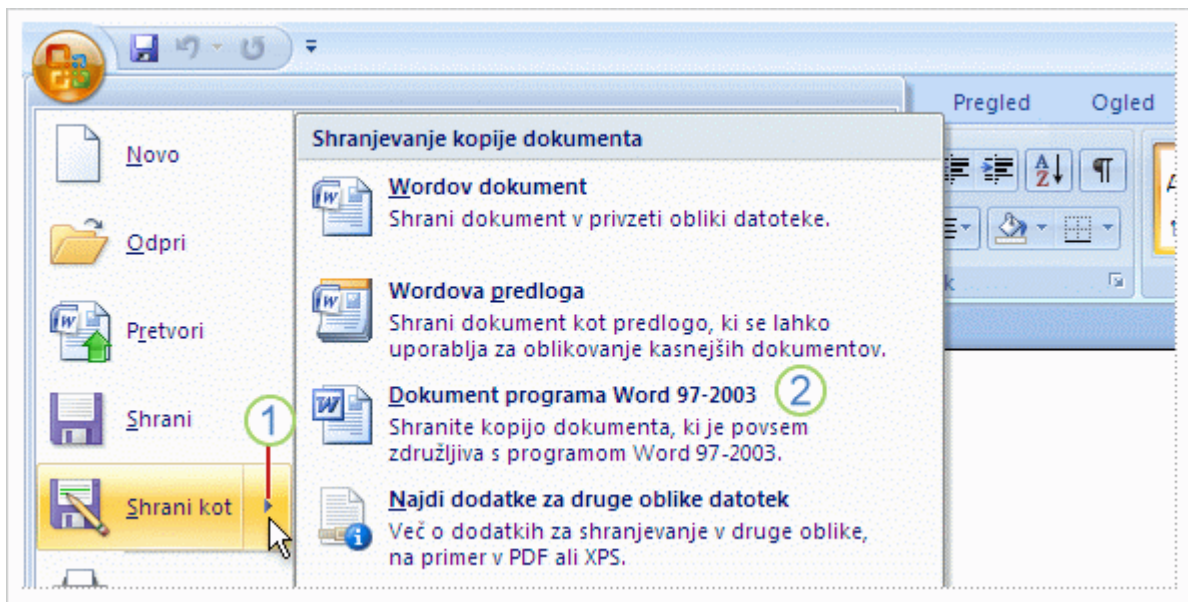 Pregled Ogled
Shranjevanje kopije dokumenta
Novo
Wordov dokument
Shrani dokument v privzeti obliki datoteke.
Odpri
Wordova predloga
Shrani dokument kot predlogo, ki se lahko
uporablja za oblikovanje kasnejših dokumentov.
Pretvori
Dokument programa Word 97-2003 2
Shranite kopijo dokumenta, ki je povsem
združljiva s programom Word 97-2003.
Shrani 1
Shrani kot
Najdi dodatke za druge oblike datotek
Več o dodatkih za shranjevanje v druge oblike,
na primer v PDF ali XPS.